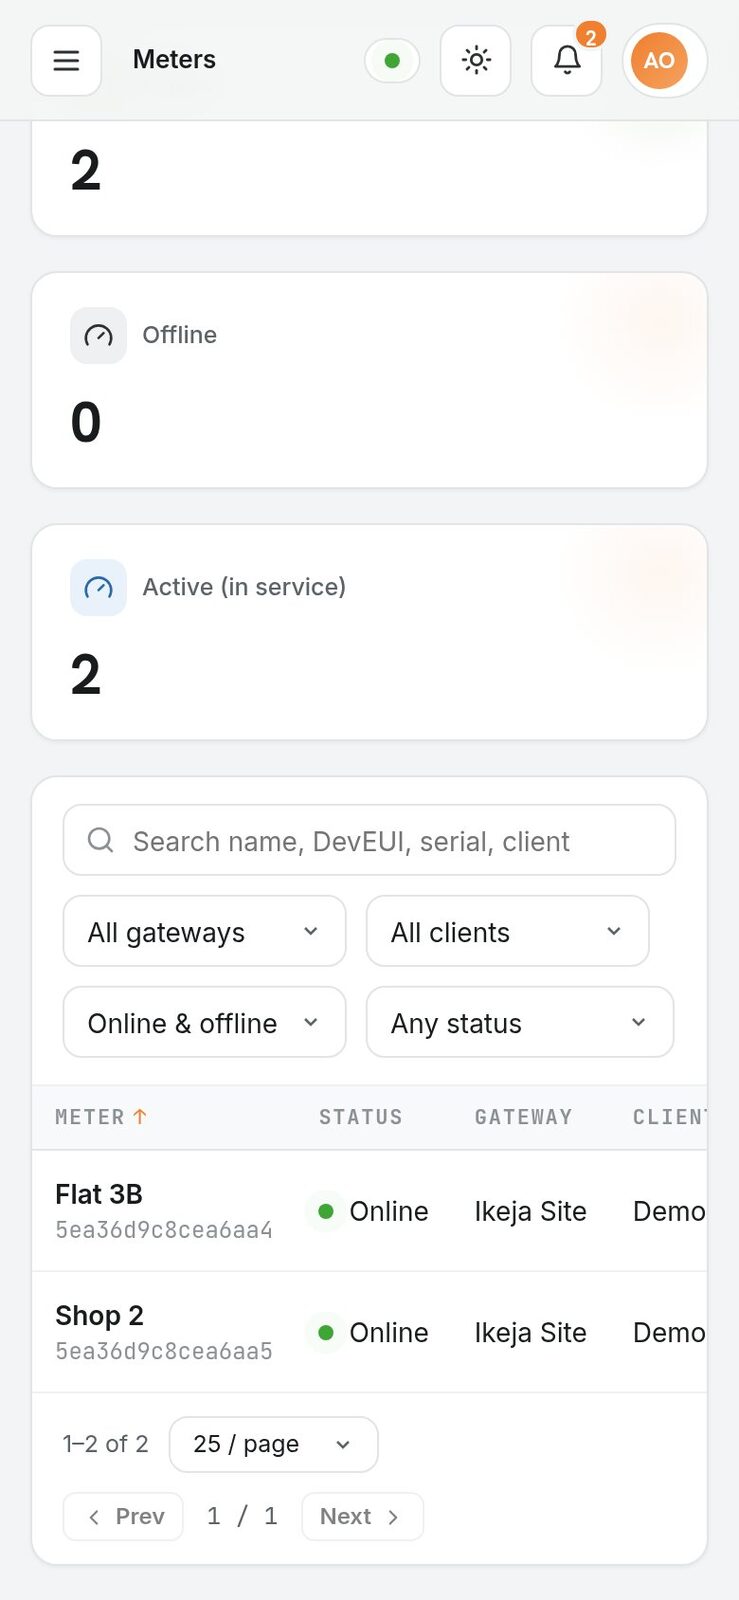 Meters
2
AO
2
Offline
0
Active (in service)
2
Search name, DevEUI, serial, client
All gateways
All clients
Online & offline
Any status
METER ↑ STATUS GATEWAY CLIENT
Flat 3B
5ea36d9c8cea6aa4
Online Ikeja Site Demo
Shop 2
5ea36d9c8cea6aa5
Online Ikeja Site Demo
1–2 of 2
25 / page
Prev 1 / 1 Next